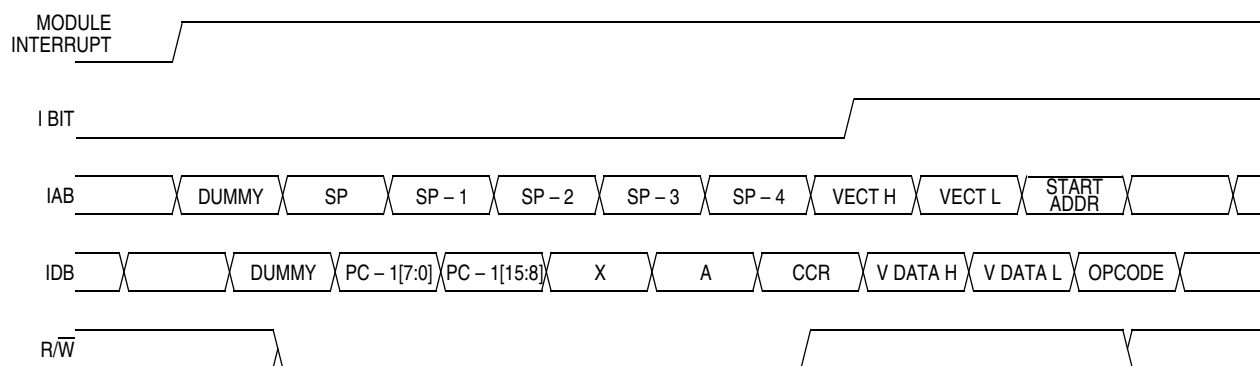 MODULE
INTERRUPT
I BIT
IAB DUMMY SP SP – 1 SP – 2 SP – 3 SP – 4 VECT H VECT L START
ADDR
IDB DUMMY PC – 1[7:0] PC – 1[15:8] X A CCR V DATA H V DATA L OPCODE
R/W̅